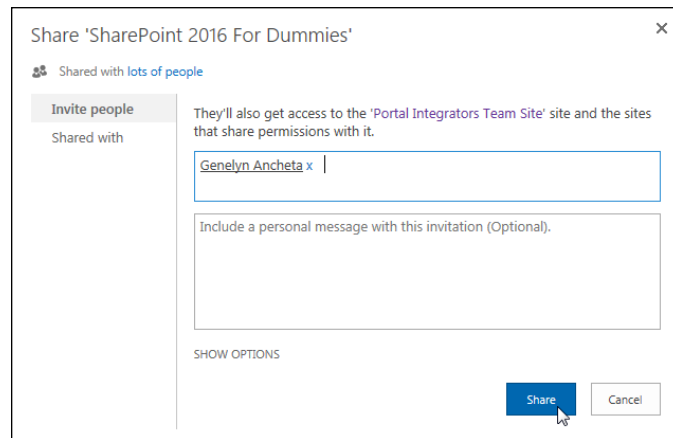 Share 'SharePoint 2016 For Dummies'
Shared with lots of people
Invite people
Shared with
They'll also get access to the 'Portal Integrators Team Site' site and the sites
that share permissions with it.
Genelyn Ancheta x
Include a personal message with this invitation (Optional).
SHOW OPTIONS
Share
Cancel